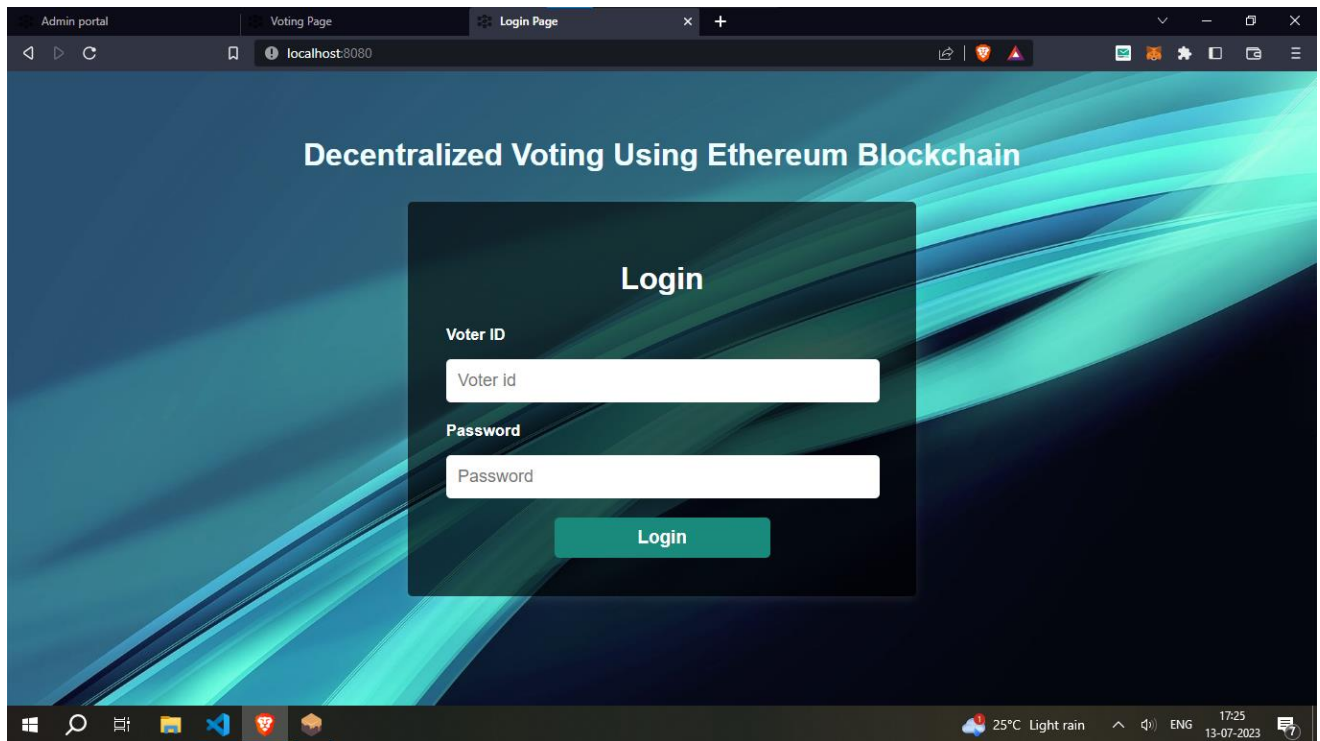 Admin portal
Voting Page
Login Page
localhost:8080
Decentralized Voting Using Ethereum Blockchain
Login
Voter ID
Voter id
Password
Password
Login
25°C Light rain
ENG
17:25
13-07-2023
7